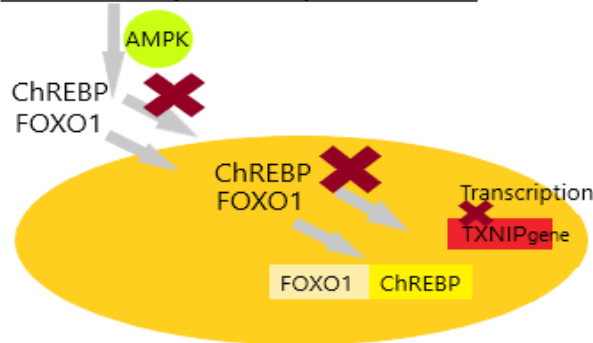 AMPK
ChREBP
FOXO1
ChREBP
FOXO1
Transcription
TXNIPgene
FOXO1 ChREBP